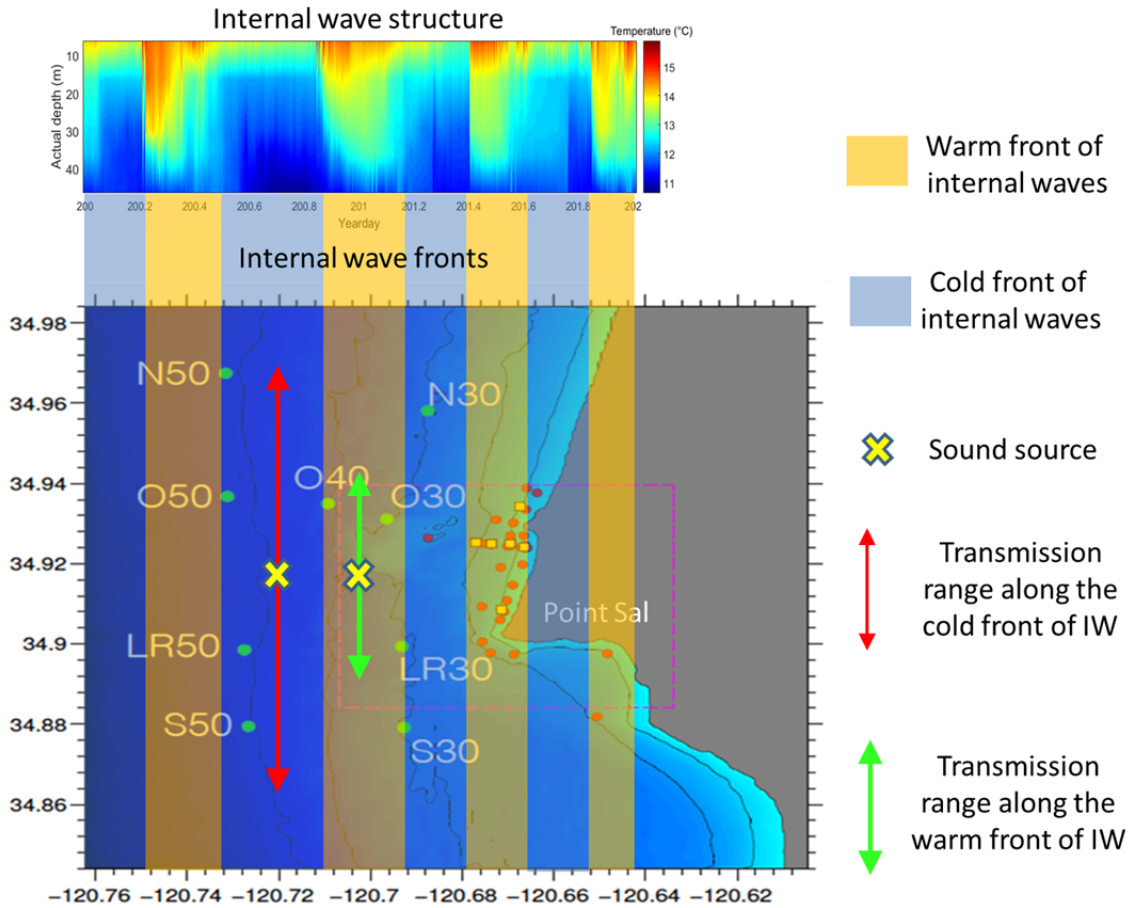 Internal wave structure
Temperature (°C)
10
20
30
40
Actual depth (m)
15
14
13
12
11
200
200.2
200.4
200.6
200.8
201
201.2
201.4
201.6
201.8
202
Yearday
Internal wave fronts
34.98
34.96
34.94
34.92
34.9
34.88
34.86
N50
N30
O40
O50
O30
Point Sal
LR50
LR30
S50
S30
−120.76
−120.74
−120.72
−120.7
−120.68
−120.66
−120.64
−120.62
Warm front of
internal waves
Cold front of
internal waves
Sound source
Transmission
range along the
cold front of IW
Transmission
range along the
warm front of IW